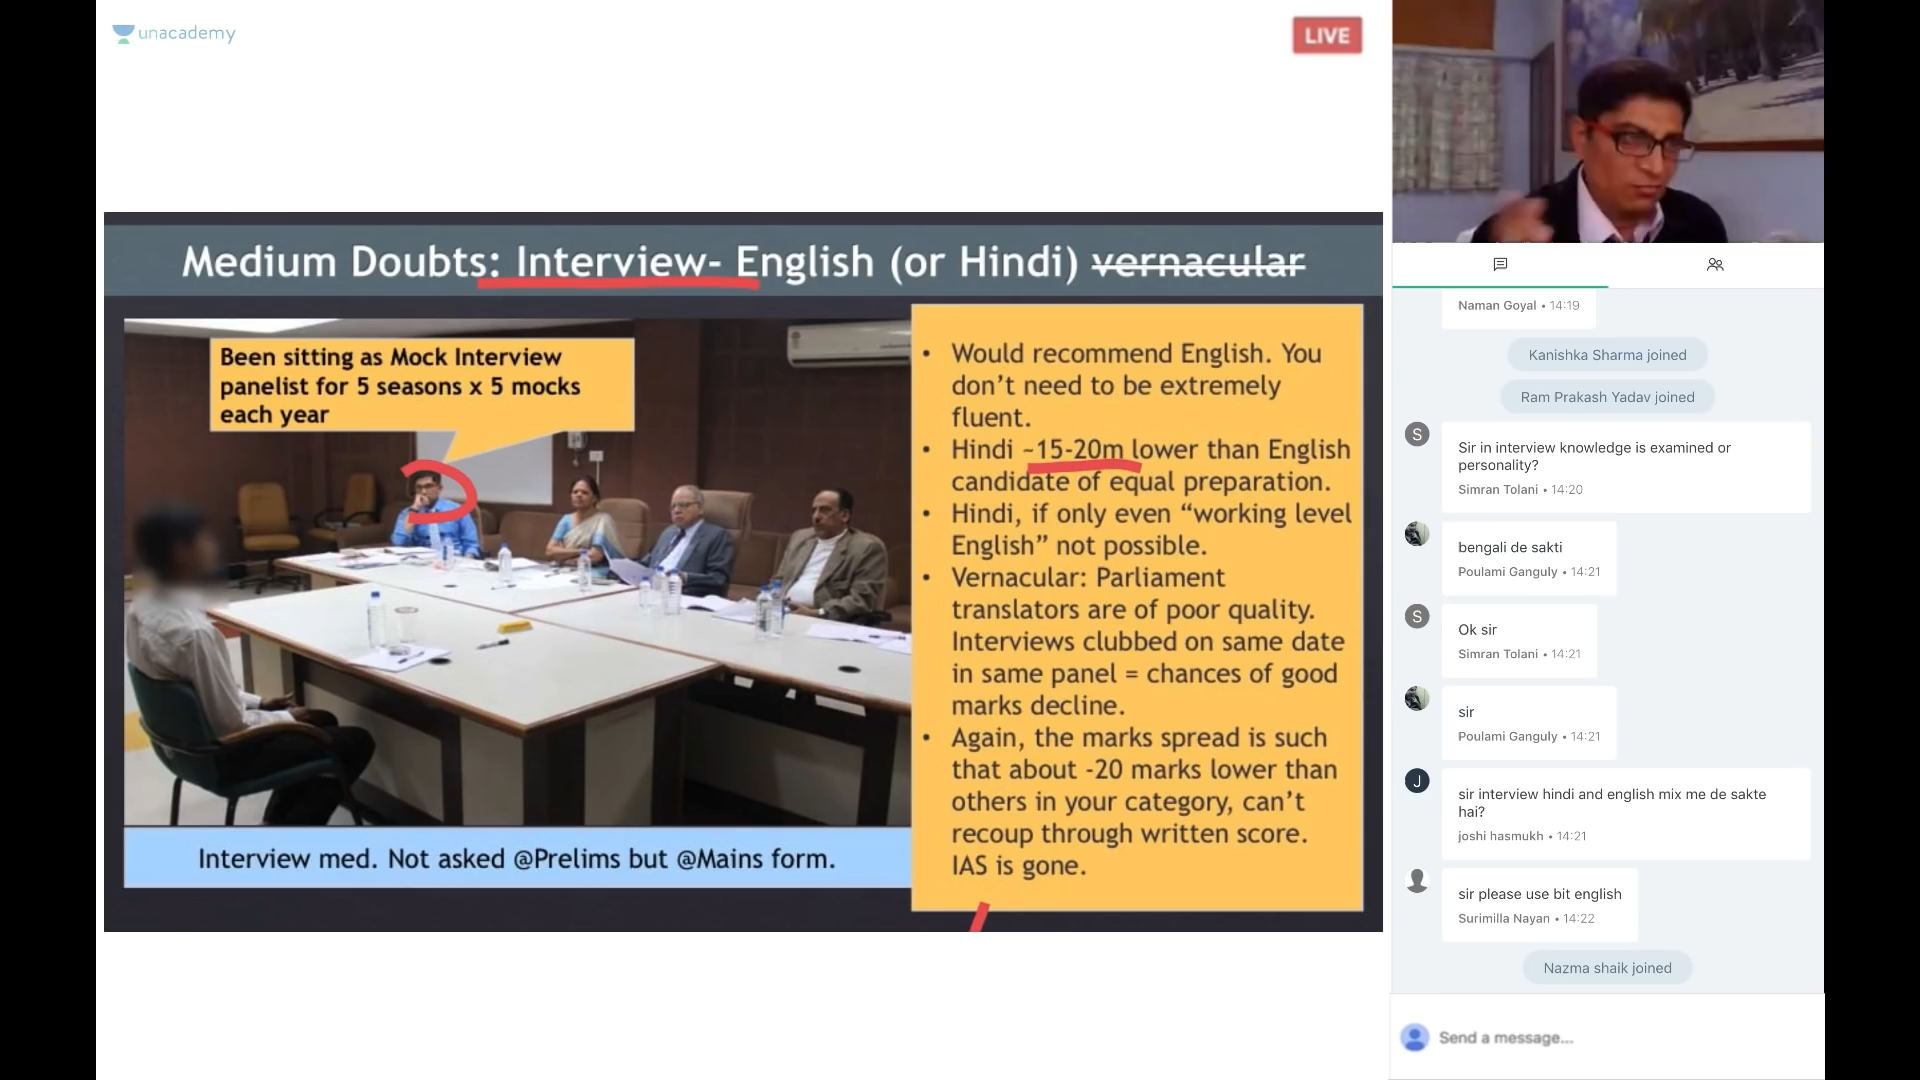 unacademy
LIVE
Medium Doubts: Interview- English (or Hindi) vernacular
Been sitting as Mock Interview
panelist for 5 seasons x 5 mocks
each year
Interview med. Not asked @Prelims but @Mains form.
• Would recommend English. You
don’t need to be extremely
fluent.
• Hindi ~15-20m lower than English
candidate of equal preparation.
• Hindi, if only even “working level
English” not possible.
• Vernacular: Parliament
translators are of poor quality.
Interviews clubbed on same date
in same panel = chances of good
marks decline.
• Again, the marks spread is such
that about -20 marks lower than
others in your category, can’t
recoup through written score.
IAS is gone.
Naman Goyal • 14:19
Kanishka Sharma joined
Ram Prakash Yadav joined
S
Sir in interview knowledge is examined or
personality?
Simran Tolani • 14:20
bengali de sakti
Poulami Ganguly • 14:21
S
Ok sir
Simran Tolani • 14:21
sir
Poulami Ganguly • 14:21
J
sir interview hindi and english mix me de sakte
hai?
joshi hasmukh • 14:21
sir please use bit english
Surimilla Nayan • 14:22
Nazma shaik joined
Send a message...